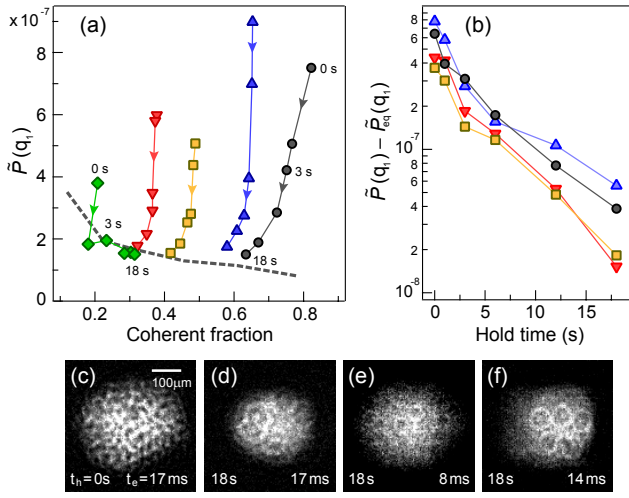 x10⁻⁷
(a)
8
6
4
2
0
P̃(q₁)
0 s
3 s
18 s
0 s
3 s
18 s
0.2
0.4
0.6
0.8
Coherent fraction
(b)
8
6
4
2
10⁻⁷
8
6
4
2
10⁻⁸
P̃(q₁) − P̃eq(q₁)
0
5
10
15
Hold time (s)
(c)
100μm
tₕ=0s tₑ=17ms
(d)
18s 17ms
(e)
18s 8ms
(f)
18s 14ms